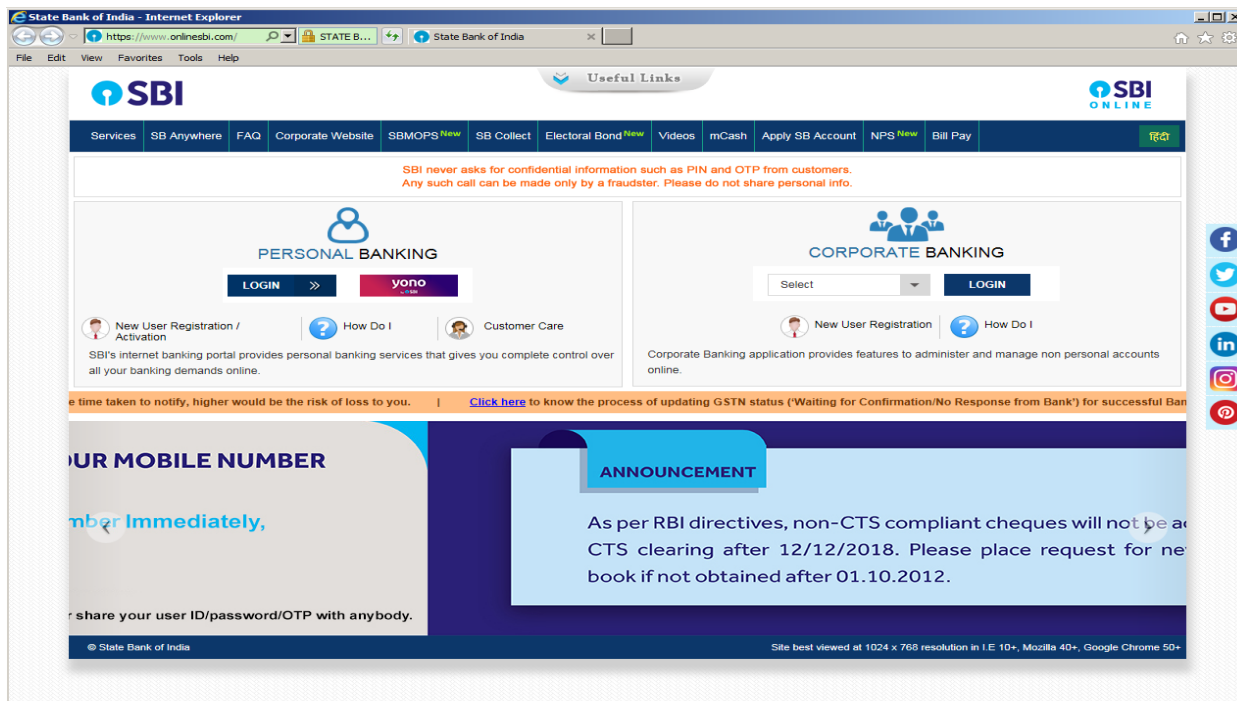 State Bank of India - Internet Explorer
https://www.onlinesbi.com/ STATE B... State Bank of India
File Edit View Favorites Tools Help
Useful Links
SBI
SBI
ONLINE
Services SB Anywhere FAQ Corporate Website SBMOPS New SB Collect Electoral Bond New Videos mCash Apply SB Account NPS New Bill Pay हिंदी
SBI never asks for confidential information such as PIN and OTP from customers.
Any such call can be made only by a fraudster. Please do not share personal info.
PERSONAL BANKING
LOGIN » yono
by SBI
New User Registration / Activation
How Do I
Customer Care
SBI's internet banking portal provides personal banking services that gives you complete control over
all your banking demands online.
CORPORATE BANKING
Select LOGIN
New User Registration
How Do I
Corporate Banking application provides features to administer and manage non personal accounts
online.
e time taken to notify, higher would be the risk of loss to you. | Click here to know the process of updating GSTN status ('Waiting for Confirmation/No Response from Bank') for successful Ban
OUR MOBILE NUMBER
mber Immediately,
r share your user ID/password/OTP with anybody.
ANNOUNCEMENT
As per RBI directives, non-CTS compliant cheques will not be ac
CTS clearing after 12/12/2018. Please place request for ne
book if not obtained after 01.10.2012.
© State Bank of India
Site best viewed at 1024 x 768 resolution in I.E 10+, Mozilla 40+, Google Chrome 50+